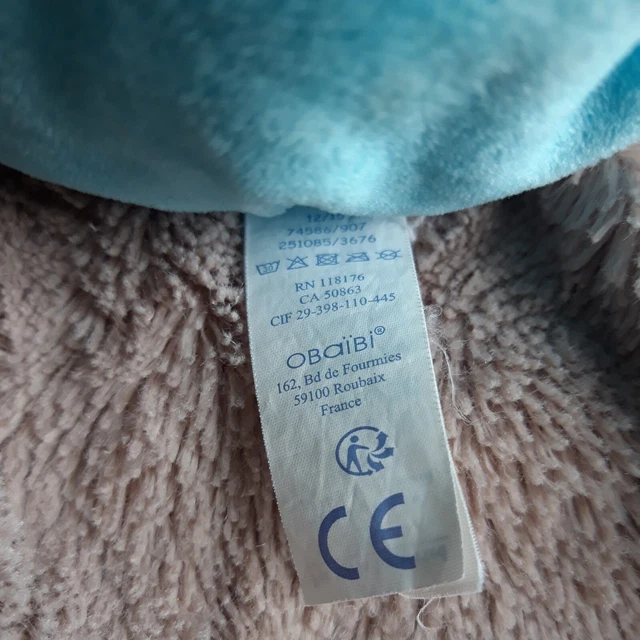 74986/907
251085/3676
RN 118176
CA 50863
CIF 29-398-110-445
OBaïBi®
162, Bd de Fourmies
59100 Roubaix
France
CE